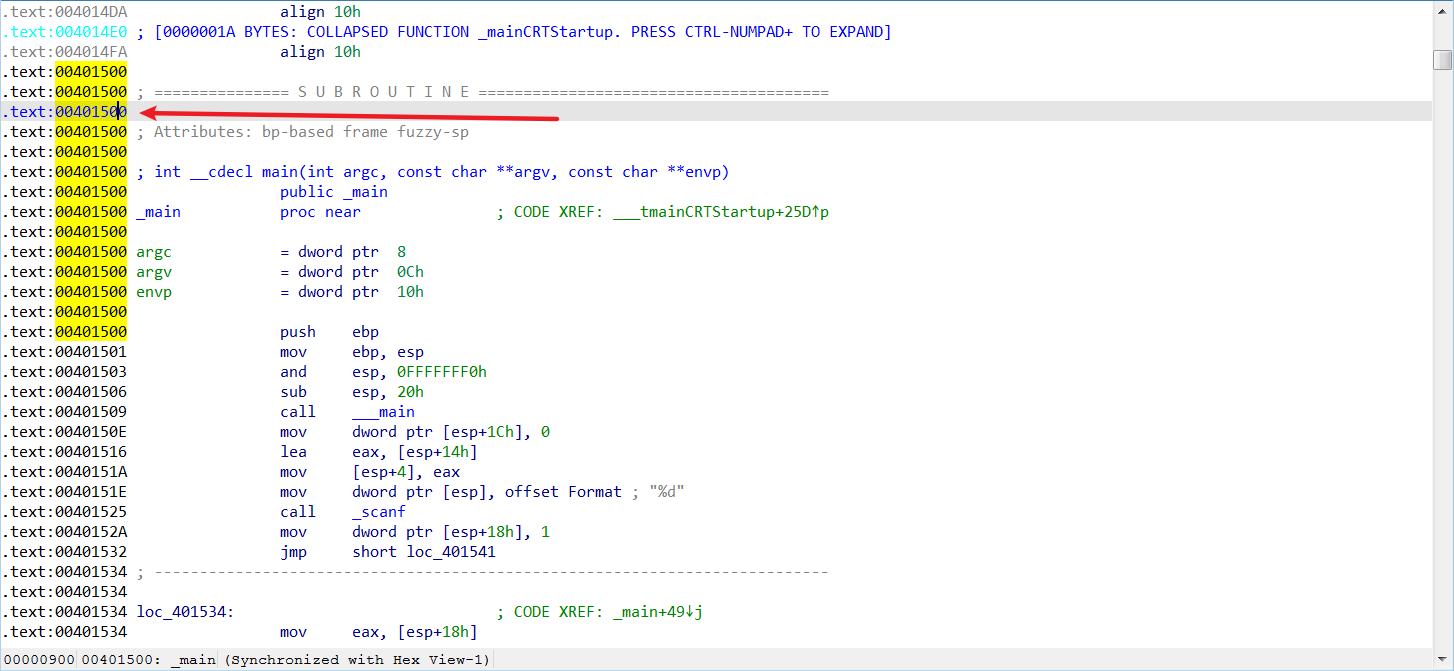 .text:004014DA                 align 10h
.text:004014E0 ; [0000001A BYTES: COLLAPSED FUNCTION _mainCRTStartup. PRESS CTRL-NUMPAD+ TO EXPAND]
.text:004014FA                 align 10h
.text:00401500
.text:00401500 ; =============== S U B R O U T I N E =======================================
.text:00401500
.text:00401500 ; Attributes: bp-based frame fuzzy-sp
.text:00401500
.text:00401500 ; int __cdecl main(int argc, const char **argv, const char **envp)
.text:00401500                 public _main
.text:00401500 _main           proc near               ; CODE XREF: ___tmainCRTStartup+25D↑p
.text:00401500
.text:00401500 argc            = dword ptr  8
.text:00401500 argv            = dword ptr  0Ch
.text:00401500 envp            = dword ptr  10h
.text:00401500
.text:00401500                 push    ebp
.text:00401501                 mov     ebp, esp
.text:00401503                 and     esp, 0FFFFFFF0h
.text:00401506                 sub     esp, 20h
.text:00401509                 call    ___main
.text:0040150E                 mov     dword ptr [esp+1Ch], 0
.text:00401516                 lea     eax, [esp+14h]
.text:0040151A                 mov     [esp+4], eax
.text:0040151E                 mov     dword ptr [esp], offset Format ; "%d"
.text:00401525                 call    _scanf
.text:0040152A                 mov     dword ptr [esp+18h], 1
.text:00401532                 jmp     short loc_401541
.text:00401534 ; ---------------------------------------------------------------------------
.text:00401534
.text:00401534 loc_401534:                             ; CODE XREF: _main+49↓j
.text:00401534                 mov     eax, [esp+18h]
00000900 00401500: _main (Synchronized with Hex View-1)